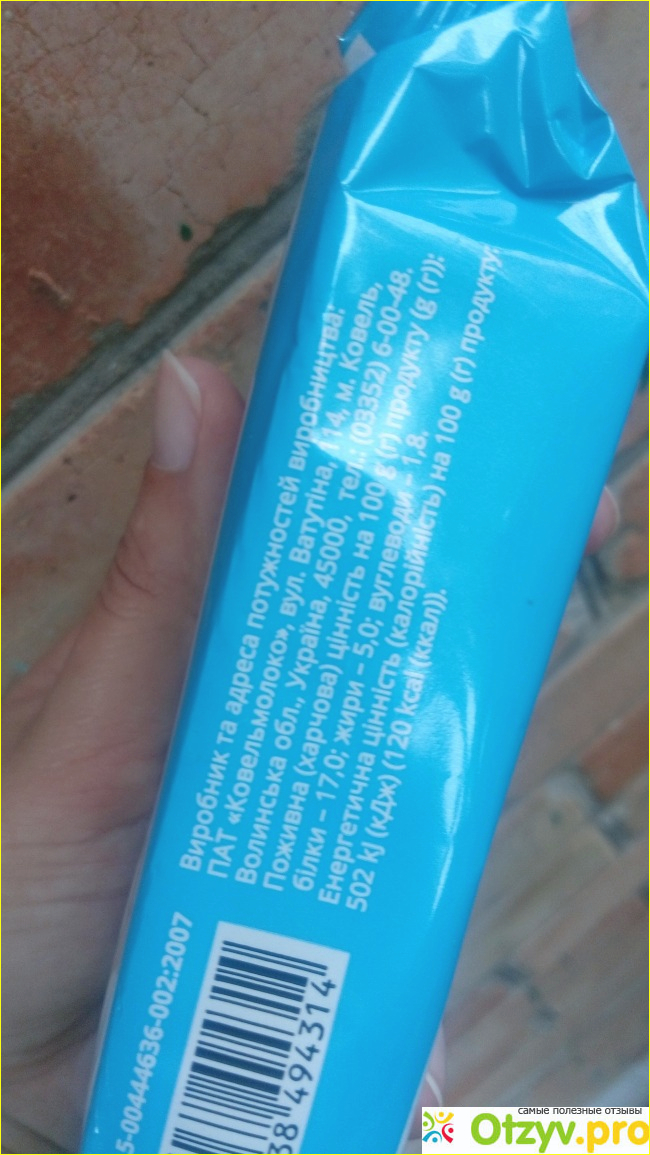 Виробник та адреса потужностей виробництва:
ПАТ «Ковельмолоко», вул. Ватутіна, 114, м. Ковель,
Волинська обл., Україна, 45000, тел.: (03352) 6-00-48.
Поживна (харчова) цінність на 100 g (г) продукту (g (г)):
білки – 17,0; жири – 5,0; вуглеводи – 1,8.
Енергетична цінність (калорійність) на 100 g (г) продукту:
502 kJ (кДж) (120 kcal (ккал)).
5-00444636-002:2007
38 494314
самые полезные отзывы
Otzyv.pro